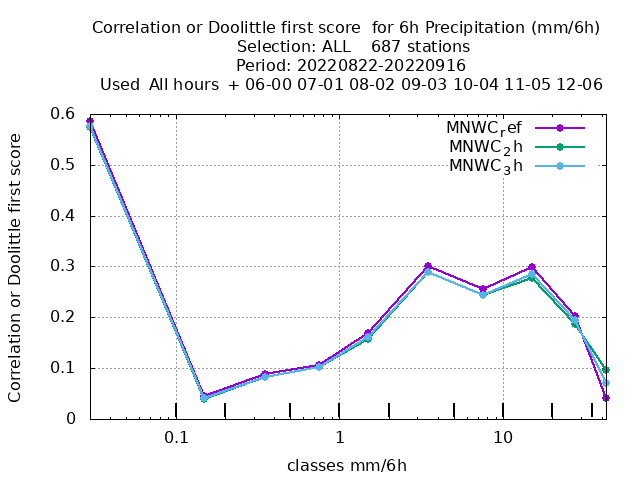 Correlation or Doolittle first score  for 6h Precipitation (mm/6h)
Selection: ALL    687 stations
Period: 20220822-20220916
Used  All hours  + 06-00 07-01 08-02 09-03 10-04 11-05 12-06
Correlation or Doolittle first score
0.6
0.5
0.4
0.3
0.2
0.1
0
MNWCref
MNWC2h
MNWC3h
0.1 1 10
classes mm/6h